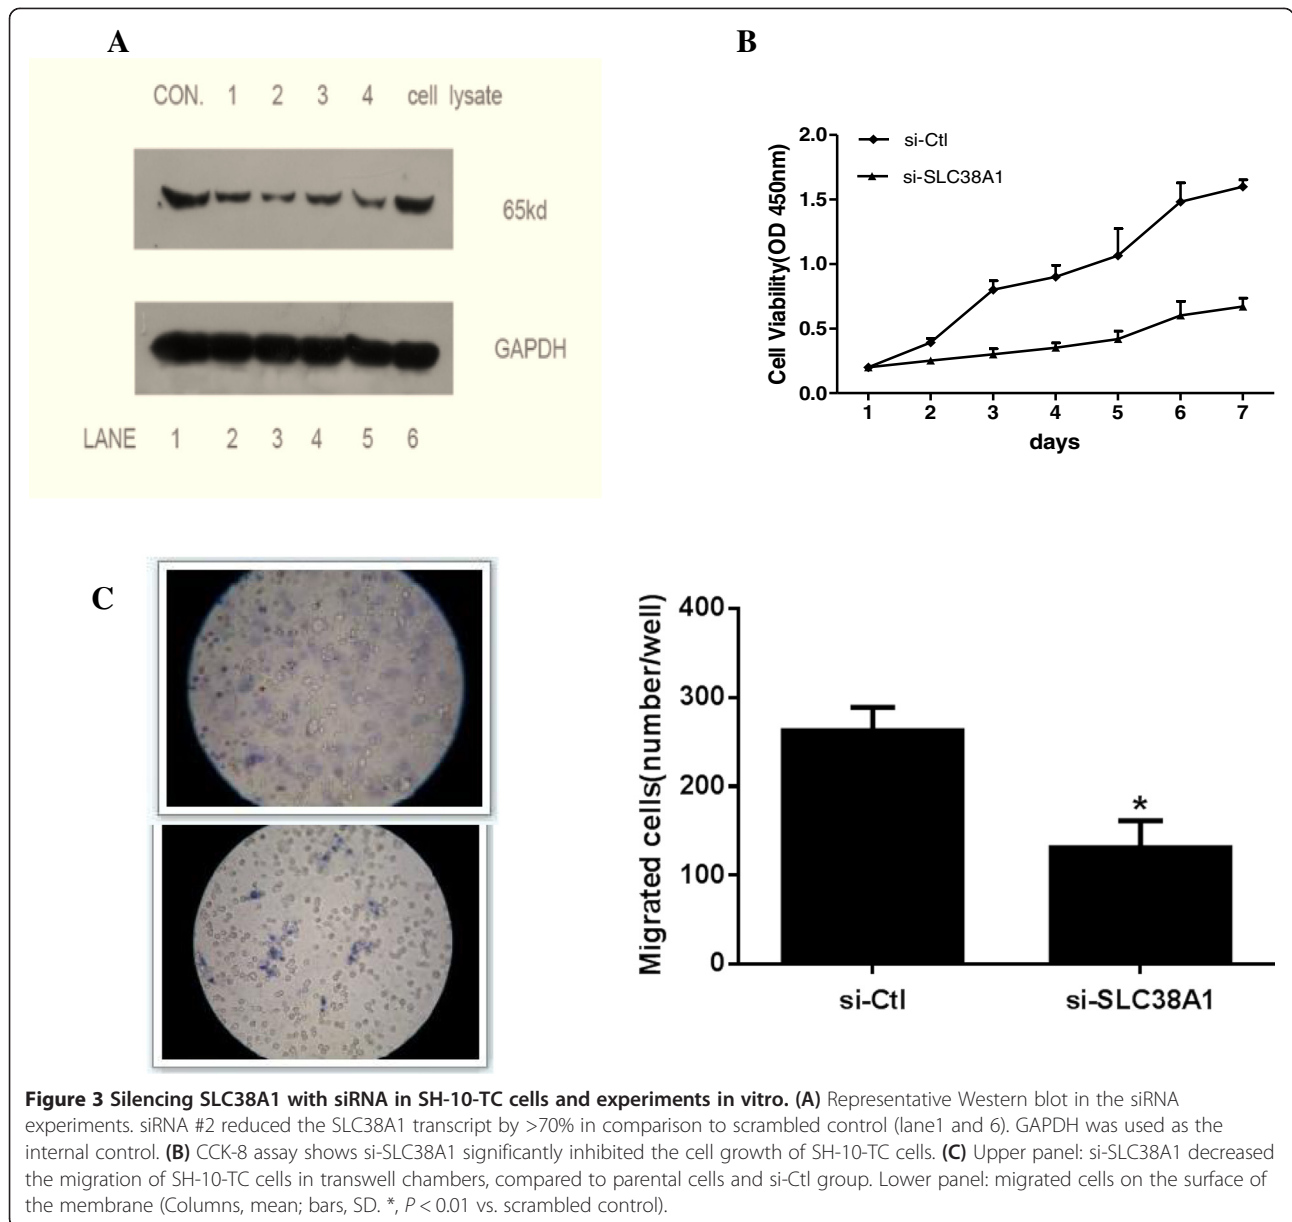 A
CON. 1 2 3 4 cell lysate
65kd
GAPDH
LANE 1 2 3 4 5 6
B
2.0
1.5
1.0
0.5
0.0
Cell Viability(OD 450nm)
si-Ctl
si-SLC38A1
1 2 3 4 5 6 7
days
C
400
300
200
100
0
Migrated cells(number/well)
*
si-Ctl si-SLC38A1
Figure 3 Silencing SLC38A1 with siRNA in SH-10-TC cells and experiments in vitro. (A) Representative Western blot in the siRNA
experiments. siRNA #2 reduced the SLC38A1 transcript by >70% in comparison to scrambled control (lane1 and 6). GAPDH was used as the
internal control. (B) CCK-8 assay shows si-SLC38A1 significantly inhibited the cell growth of SH-10-TC cells. (C) Upper panel: si-SLC38A1 decreased
the migration of SH-10-TC cells in transwell chambers, compared to parental cells and si-Ctl group. Lower panel: migrated cells on the surface of
the membrane (Columns, mean; bars, SD. *, P < 0.01 vs. scrambled control).